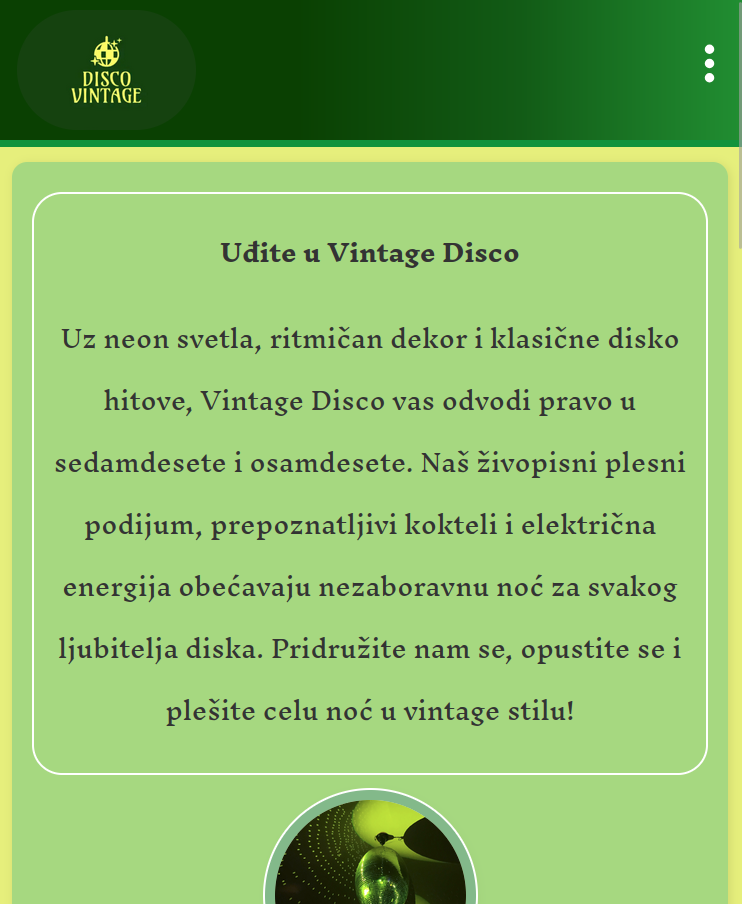 DISCO
VINTAGE
Uđite u Vintage Disco
Uz neon svetla, ritmičan dekor i klasične disko
hitove, Vintage Disco vas odvodi pravo u
sedamdesete i osamdesete. Naš živopisni plesni
podijum, prepoznatljivi kokteli i električna
energija obećavaju nezaboravnu noć za svakog
ljubitelja diska. Pridružite nam se, opustite se i
plešite celu noć u vintage stilu!